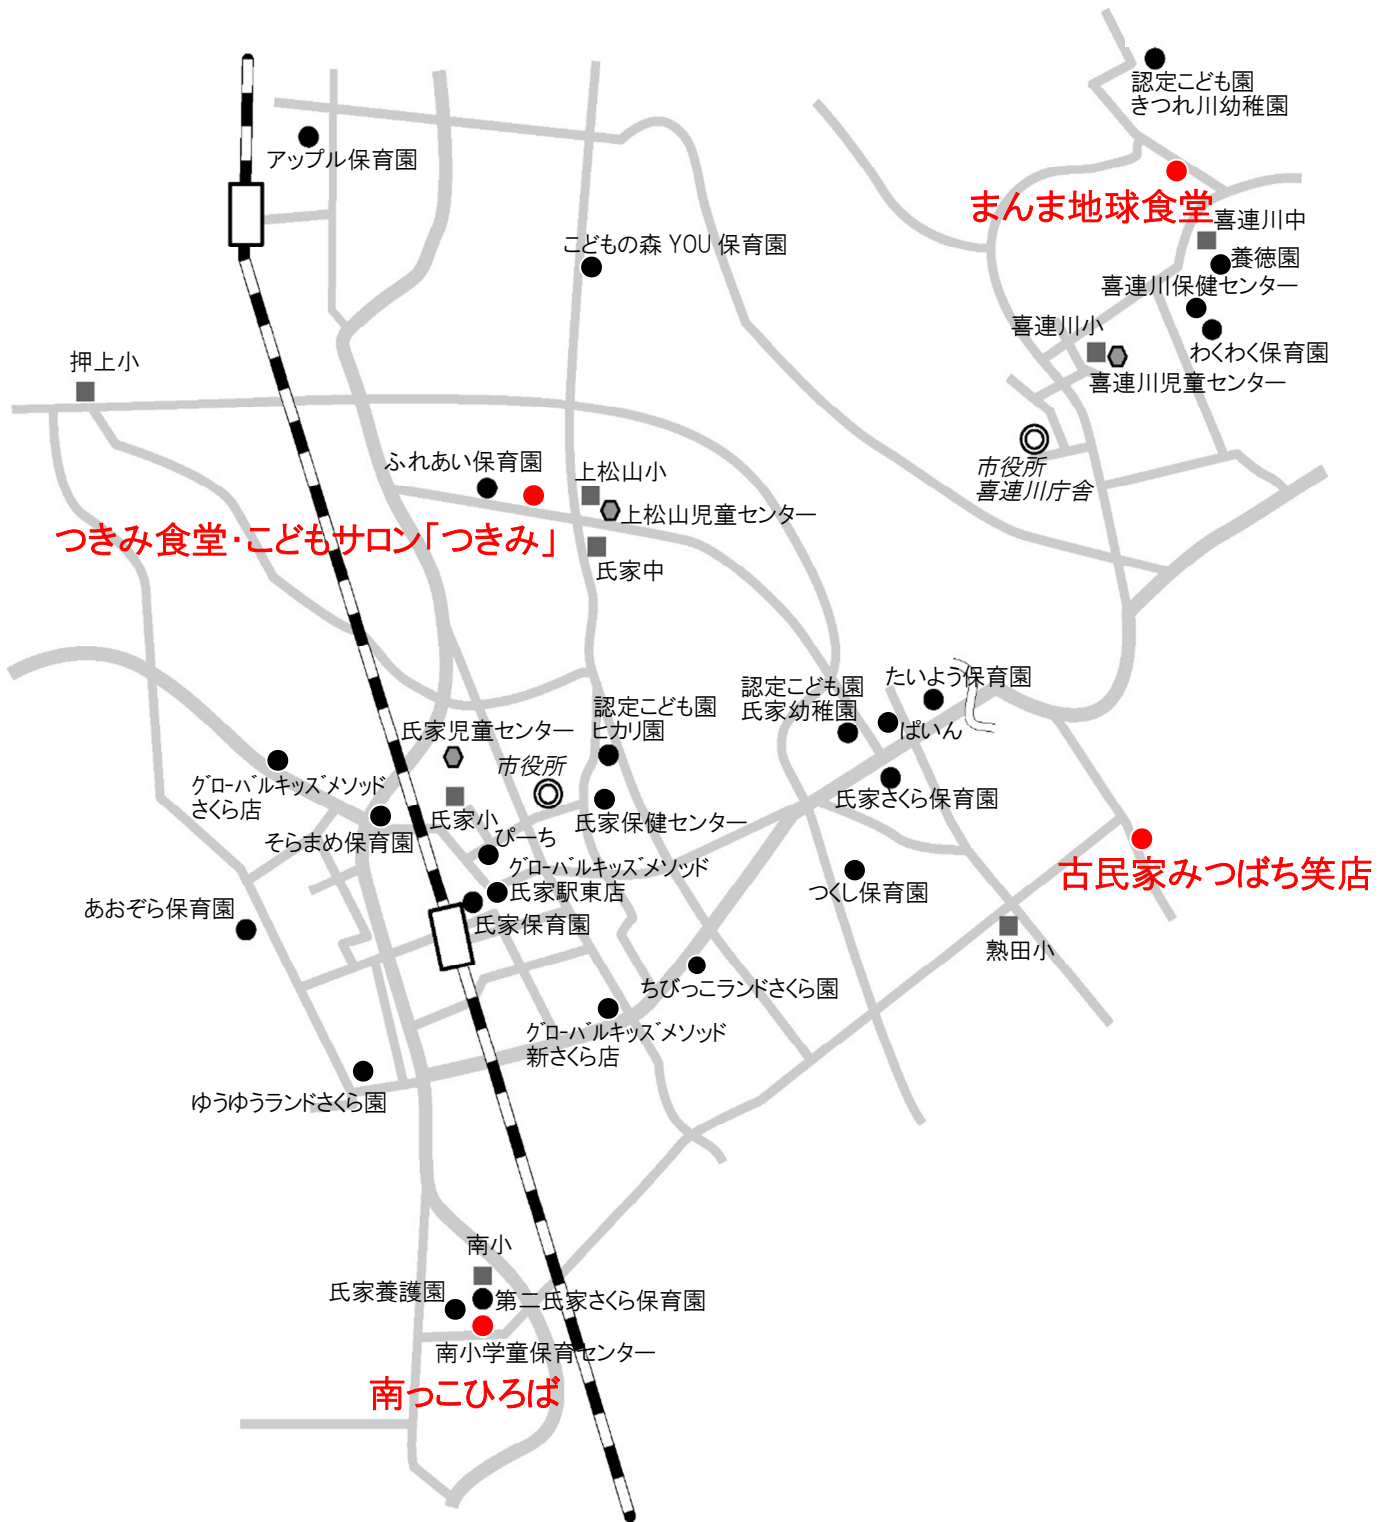 認定こども園
きつれ川幼稚園
アップル保育園
まんま地球食堂
喜連川中
こどもの森 YOU 保育園
養徳園
喜連川保健センター
喜連川小
わくわく保育園
押上小
喜連川児童センター
ふれあい保育園
上松山小
市役所
喜連川庁舎
上松山児童センター
つきみ食堂・こどもサロン「つきみ」
氏家中
たいよう保育園
認定こども園
氏家幼稚園
認定こども園
ヒカリ園
ぱいん
氏家児童センター
市役所
グローバルキッズメソッド
さくら店
氏家さくら保育園
氏家小
氏家保健センター
そらまめ保育園
ぴーち
グローバルキッズメソッド
氏家駅東店
古民家みつばち笑店
つくし保育園
あおぞら保育園
氏家保育園
熟田小
ちびっこランドさくら園
グローバルキッズメソッド
新さくら店
ゆうゆうランドさくら園
南小
氏家養護園
第二氏家さくら保育園
南小学童保育センター
南っこひろば